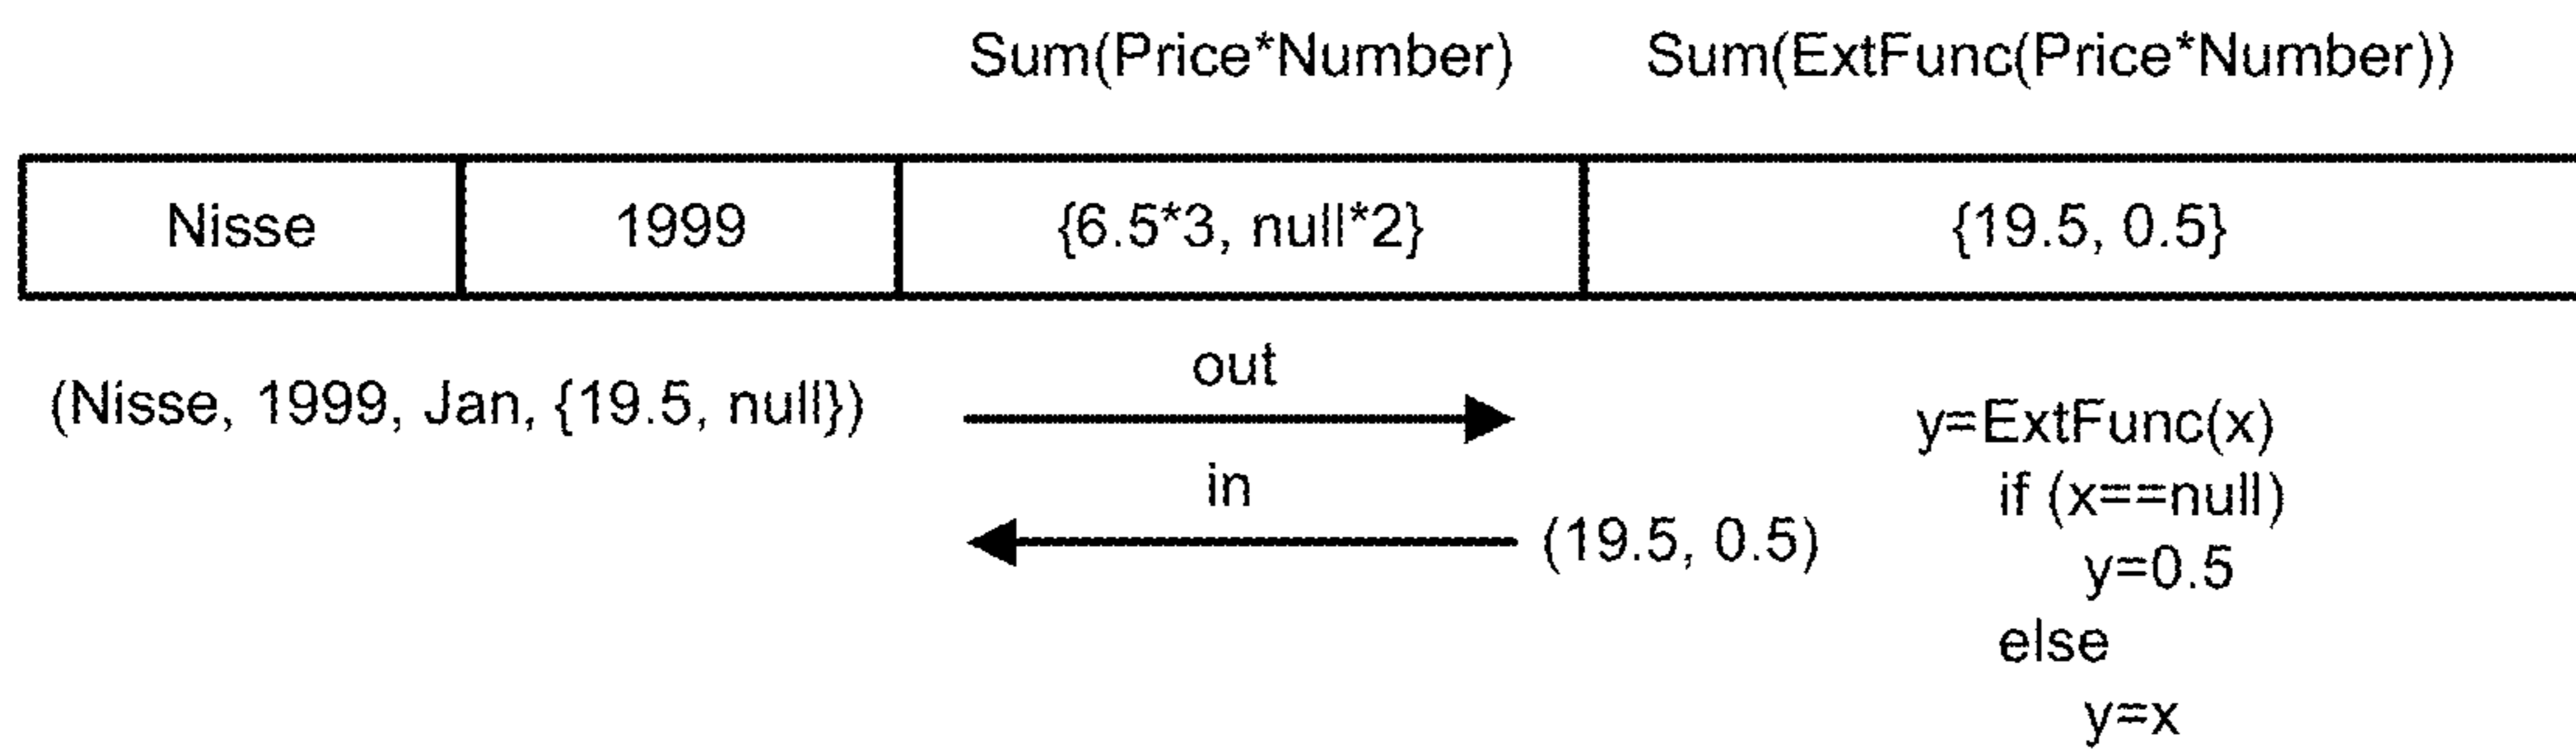 Sum(Price*Number) Sum(ExtFunc(Price*Number))
Nisse 1999 {6.5*3, null*2} {19.5, 0.5}
out
(Nisse, 1999, Jan, {19.5, null})
y=ExtFunc(x)
in
if (x==null)
(19.5, 0.5)
y=0.5
else
y=x